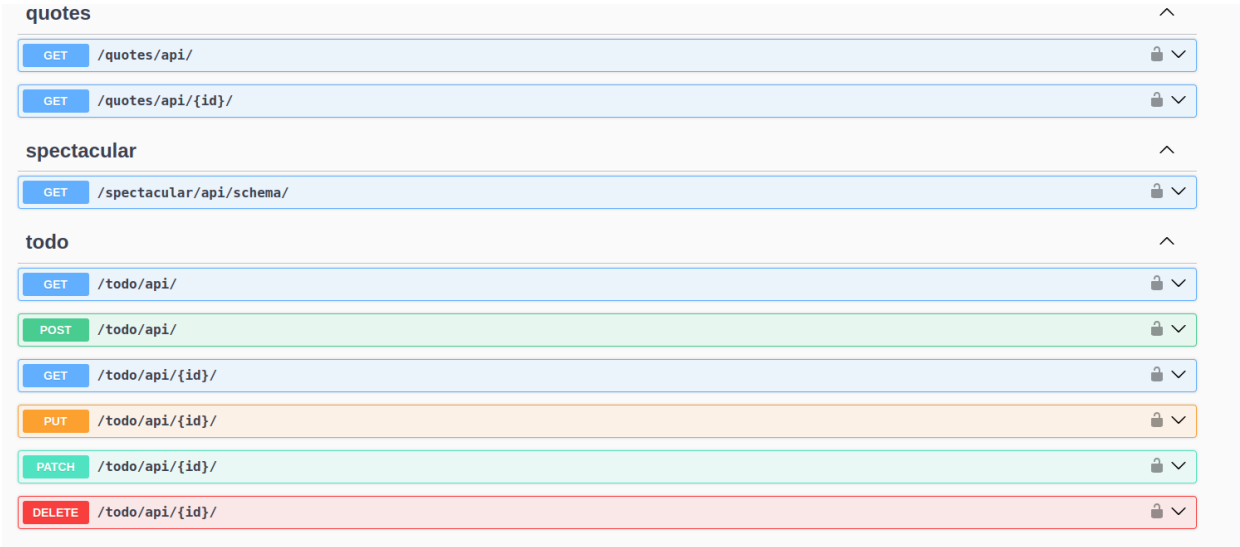 quotes
GET /quotes/api/
GET /quotes/api/{id}/
spectacular
GET /spectacular/api/schema/
todo
GET /todo/api/
POST /todo/api/
GET /todo/api/{id}/
PUT /todo/api/{id}/
PATCH /todo/api/{id}/
DELETE /todo/api/{id}/